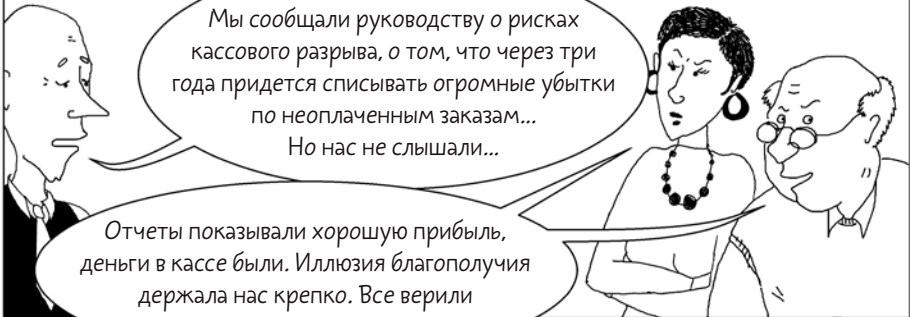 Мы сообщали руководству о рисках
кассового разрыва, о том, что через три
года придется списывать огромные убытки
по неоплаченным заказам...
Но нас не слышали...
Отчеты показывали хорошую прибыль,
деньги в кассе были. Иллюзия благополучия
держала нас крепко. Все верили